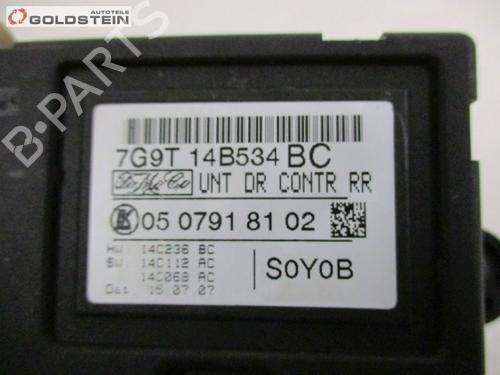 Autoteile
GOLDSTEIN
B-PARTS
7G9T 14B534 BC
FoMoCo UNT DR CONTR RR
K 05 0791 81 02
HW: 14C236 BC
SW: 14C112 AC
14C068 AC
Dat: 15.07.07
S0Y0B